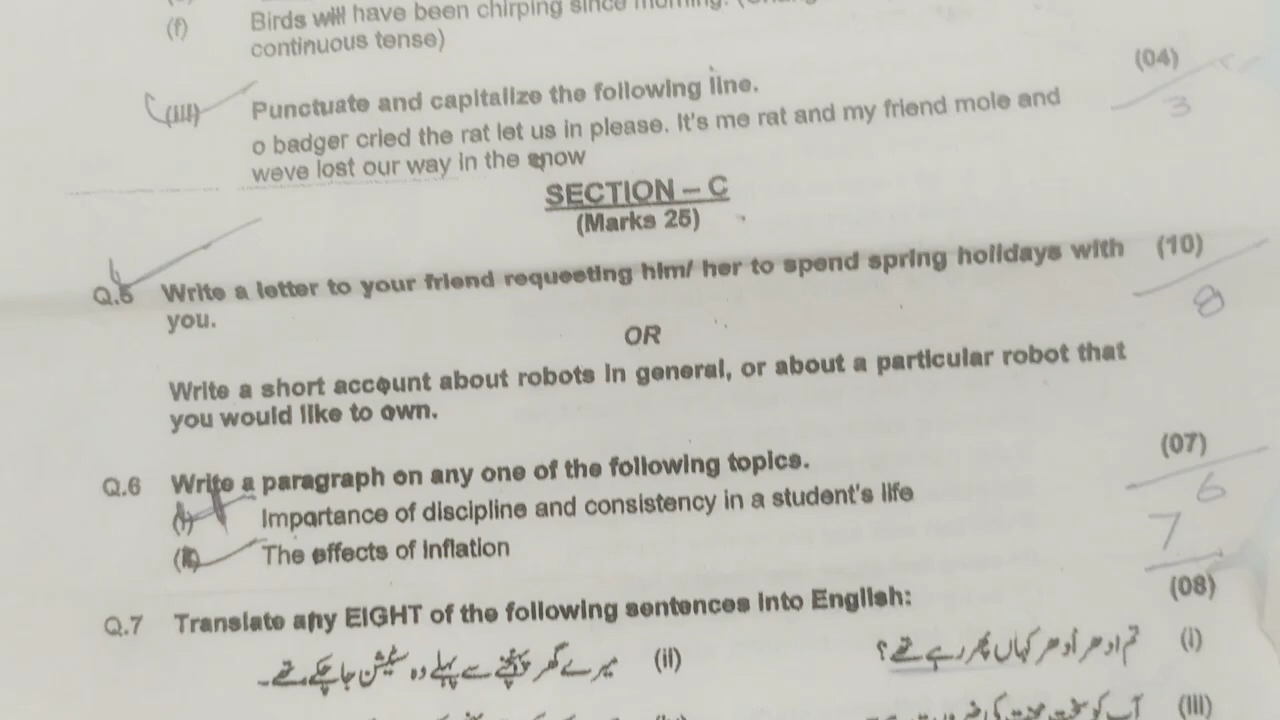 (f) Birds will have been chirping since morning.
continuous tense)
(04)
(iii) Punctuate and capitalize the following line.
3
o badger cried the rat let us in please. It's me rat and my friend mole and
weve lost our way in the snow
SECTION – C
(Marks 25)
Q.5 Write a letter to your friend requesting him/ her to spend spring holidays with (10)
you.
8
OR
Write a short account about robots in general, or about a particular robot that
you would like to own.
Q.6 Write a paragraph on any one of the following topics. (07)
6
(i) Importance of discipline and consistency in a student's life
(ii) The effects of inflation
7
Q.7 Translate any EIGHT of the following sentences into English: (08)
(i) تم ادھر اُدھر کہاں پھر رہے تھے؟
(ii) میرے گھر پہنچنے سے پہلے وہ سٹیشن جا چکے تھے۔
(iii) آپ کو